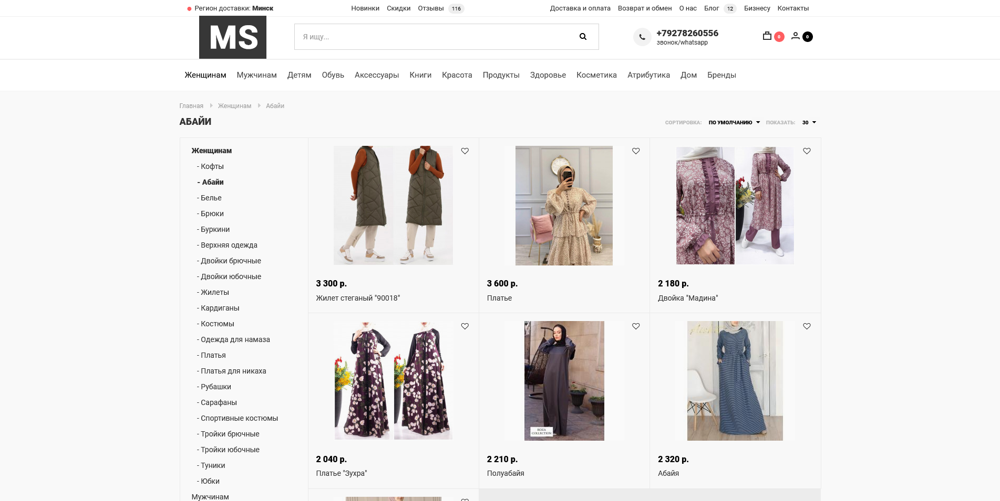 Регион доставки: Минск
Новинки Скидки Отзывы 116
Доставка и оплата Возврат и обмен О нас Блог 12 Бизнесу Контакты
MS
Я ищу...
+79278260556
звонок/whatsapp
0
0
Женщинам Мужчинам Детям Обувь Аксессуары Книги Красота Продукты Здоровье Косметика Атрибутика Дом Бренды
Главная Женщинам Абайи
АБАЙИ
СОРТИРОВКА: ПО УМОЛЧАНИЮ ПОКАЗАТЬ: 30
Женщинам
- Кофты
- Абайи
- Белье
- Брюки
- Буркини
- Верхняя одежда
- Двойки брючные
- Двойки юбочные
- Жилеты
- Кардиганы
- Костюмы
- Одежда для намаза
- Платья
- Платья для никаха
- Рубашки
- Сарафаны
- Спортивные костюмы
- Тройки брючные
- Тройки юбочные
- Туники
- Юбки
Мужчинам
3 300 р.
Жилет стеганый "90018"
3 600 р.
Платье
2 180 р.
Двойка "Мадина"
2 040 р.
Платье "Зухра"
ROZA
COLLECTION
2 210 р.
Полуабайя
2 320 р.
Абайя